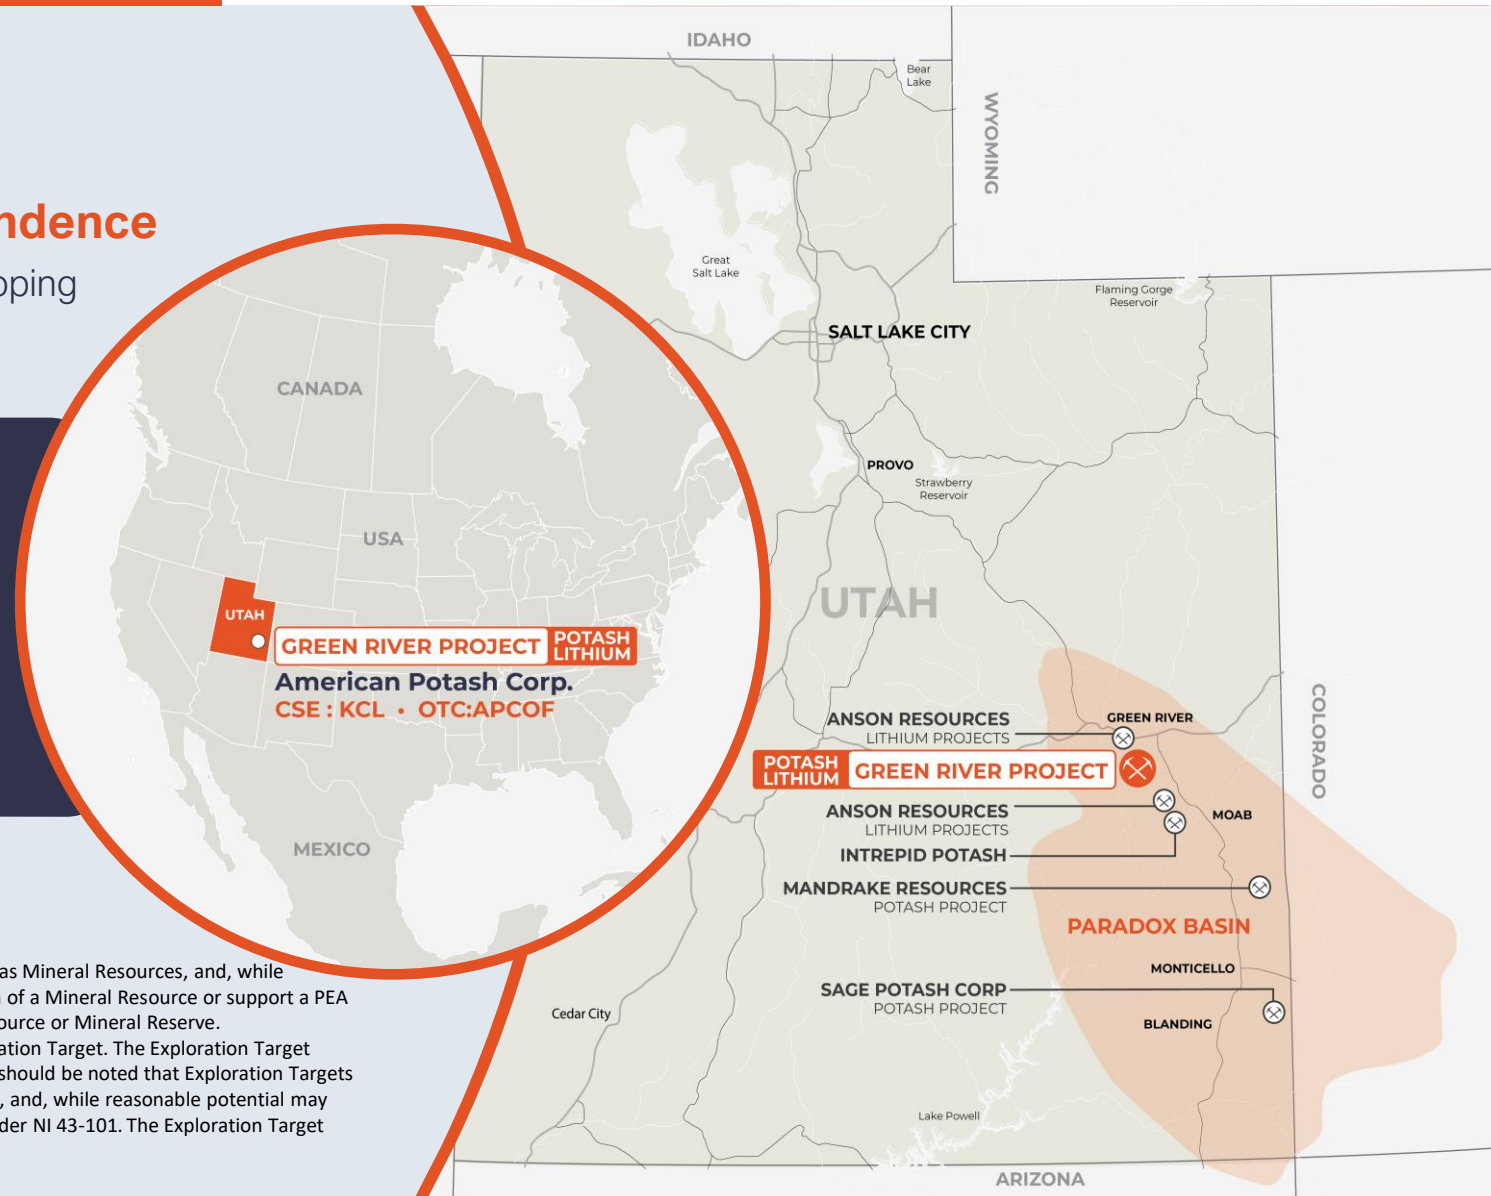 ndence
pping
as Mineral Resources, and, while
of a Mineral Resource or support a PEA
ource or Mineral Reserve.
ation Target. The Exploration Target
should be noted that Exploration Targets
, and, while reasonable potential may
der NI 43-101. The Exploration Target
CANADA
USA
UTAH
GREEN RIVER PROJECT
POTASH
LITHIUM
American Potash Corp.
CSE : KCL • OTC:APCOF
MEXICO
IDAHO
Bear
Lake
WYOMING
Great
Salt Lake
Flaming Gorge
Reservoir
SALT LAKE CITY
PROVO
Strawberry
Reservoir
UTAH
COLORADO
ANSON RESOURCES
LITHIUM PROJECTS
GREEN RIVER
POTASH
LITHIUM
GREEN RIVER PROJECT
ANSON RESOURCES
LITHIUM PROJECTS
MOAB
INTREPID POTASH
MANDRAKE RESOURCES
POTASH PROJECT
PARADOX BASIN
MONTICELLO
SAGE POTASH CORP
POTASH PROJECT
BLANDING
Cedar City
Lake Powell
ARIZONA